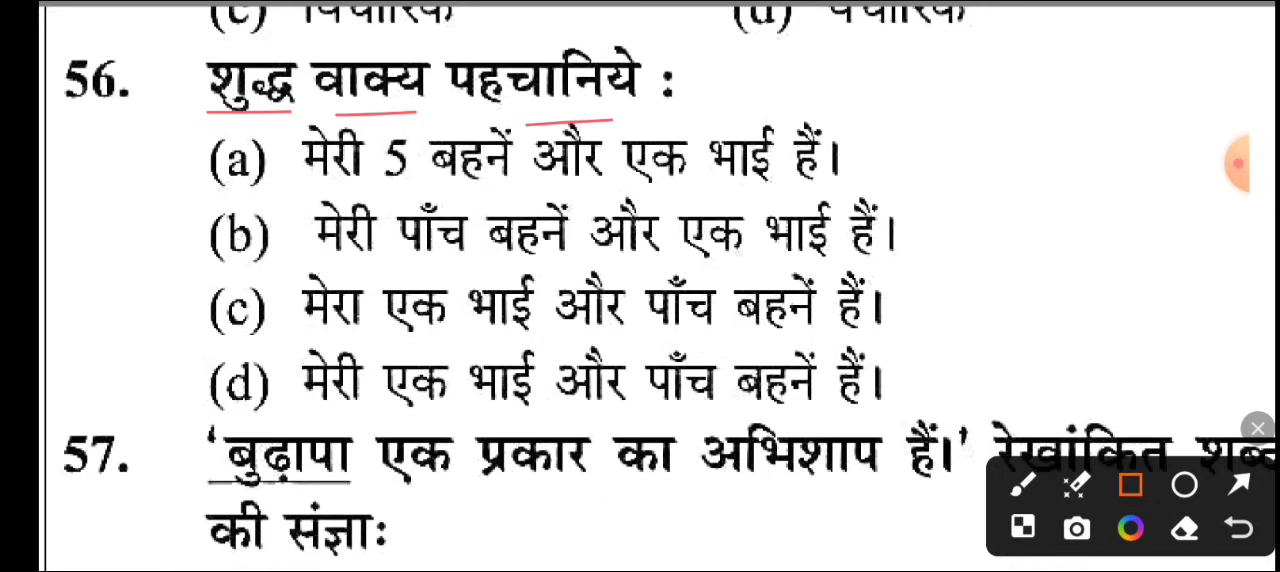 56. शुद्ध वाक्य पहचानिये :
(a) मेरी 5 बहनें और एक भाई हैं।
(b) मेरी पाँच बहनें और एक भाई हैं।
(c) मेरा एक भाई और पाँच बहनें हैं।
(d) मेरी एक भाई और पाँच बहनें हैं।
57. ‘बुढ़ापा एक प्रकार का अभिशाप हैं।’ रेखांकित
की संज्ञाः